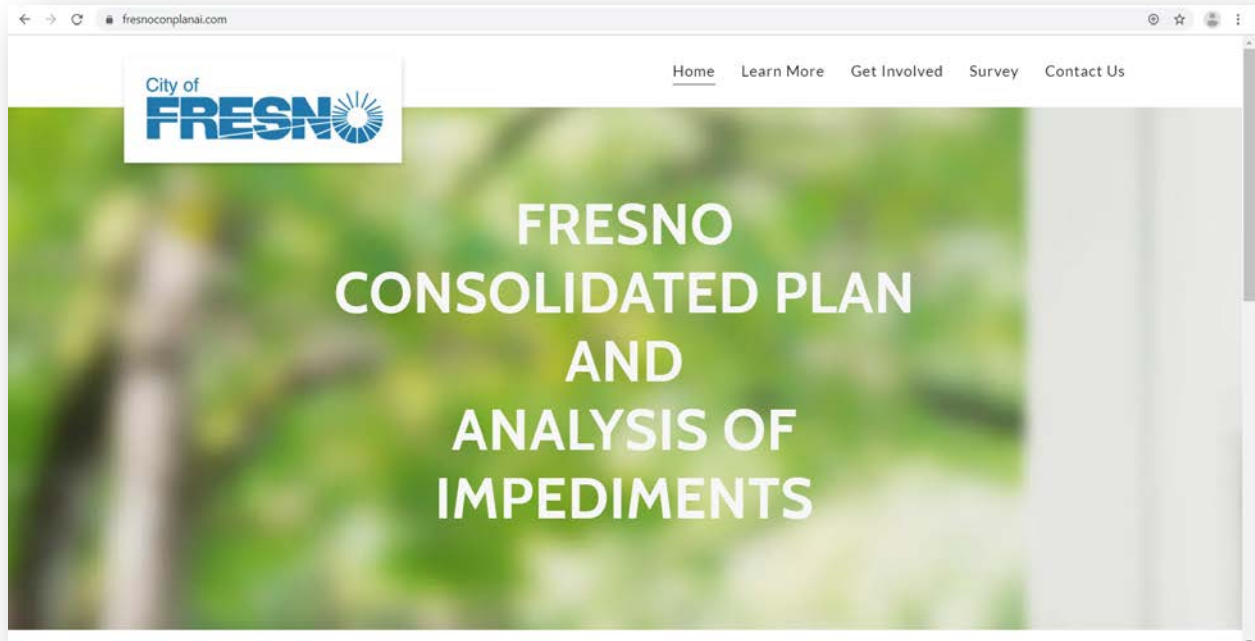 fresnoconplanai.com
City of
FRESNO
Home Learn More Get Involved Survey Contact Us
FRESNO
CONSOLIDATED PLAN
AND
ANALYSIS OF
IMPEDIMENTS